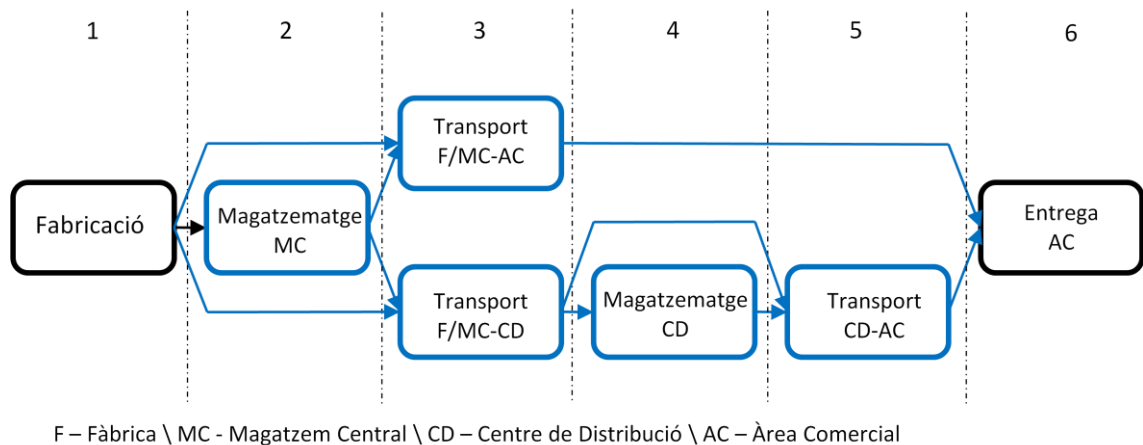 1 2 3 4 5 6
Transport
F/MC-AC
Fabricació
Magatzematge
MC
Entrega
AC
Transport
F/MC-CD
Magatzematge
CD
Transport
CD-AC
F – Fàbrica \ MC - Magatzem Central \ CD – Centre de Distribució \ AC – Àrea Comercial